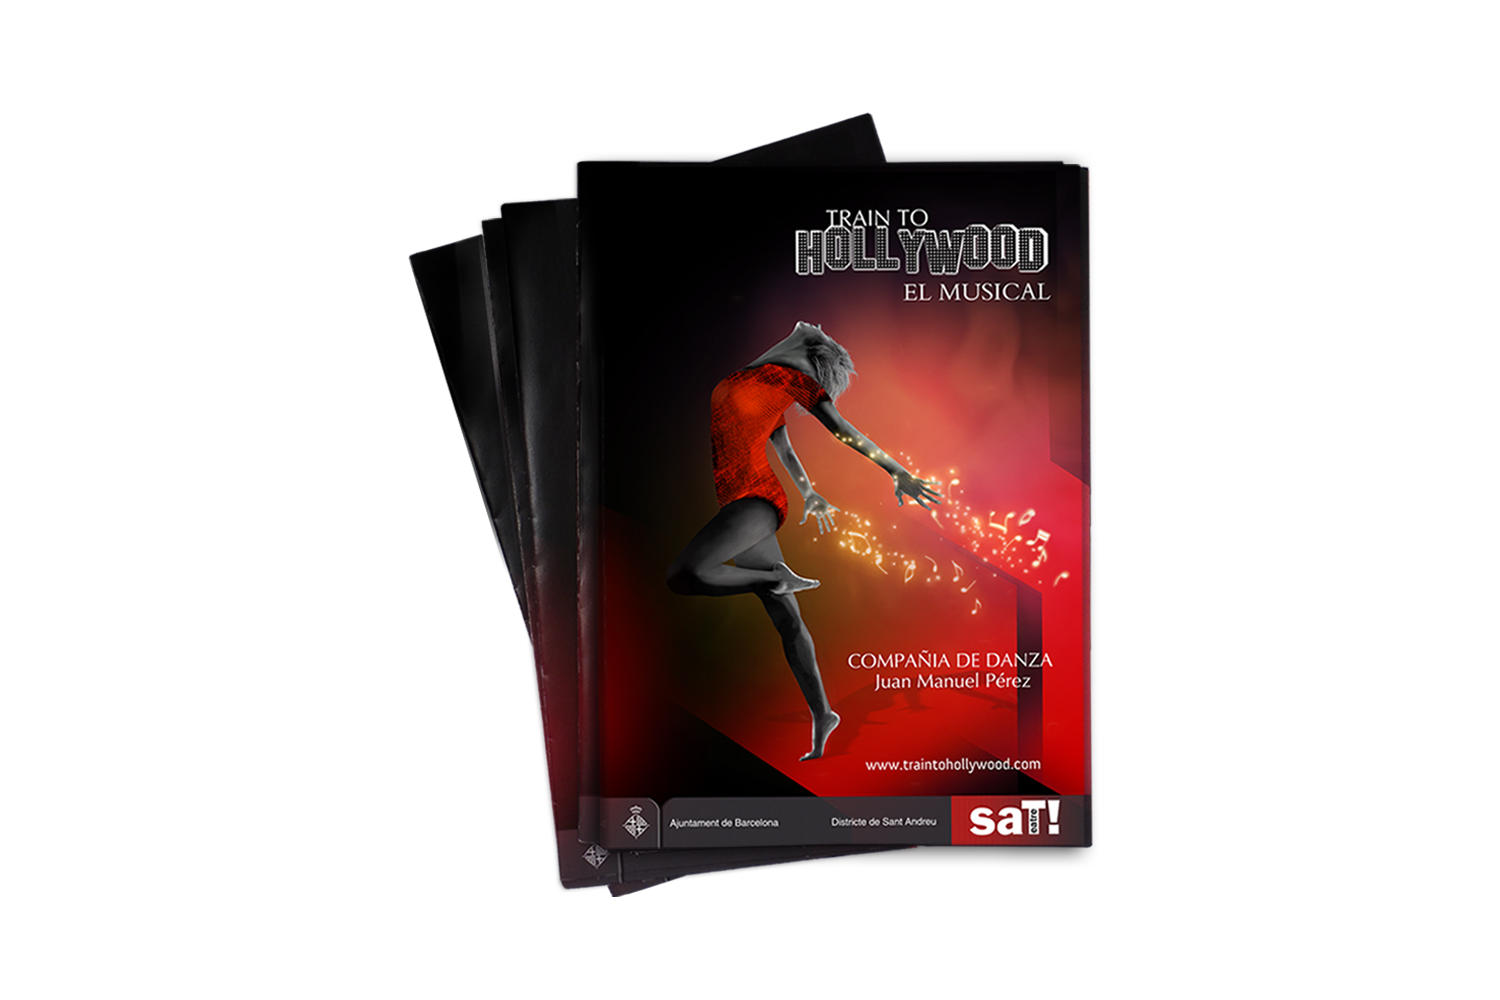 TRAIN TO
HOLLYWOOD
EL MUSICAL
COMPAÑIA DE DANZA
Juan Manuel Pérez
www.traintohollywood.com
Ajuntament de Barcelona
Districte de Sant Andreu
saT!
eatre